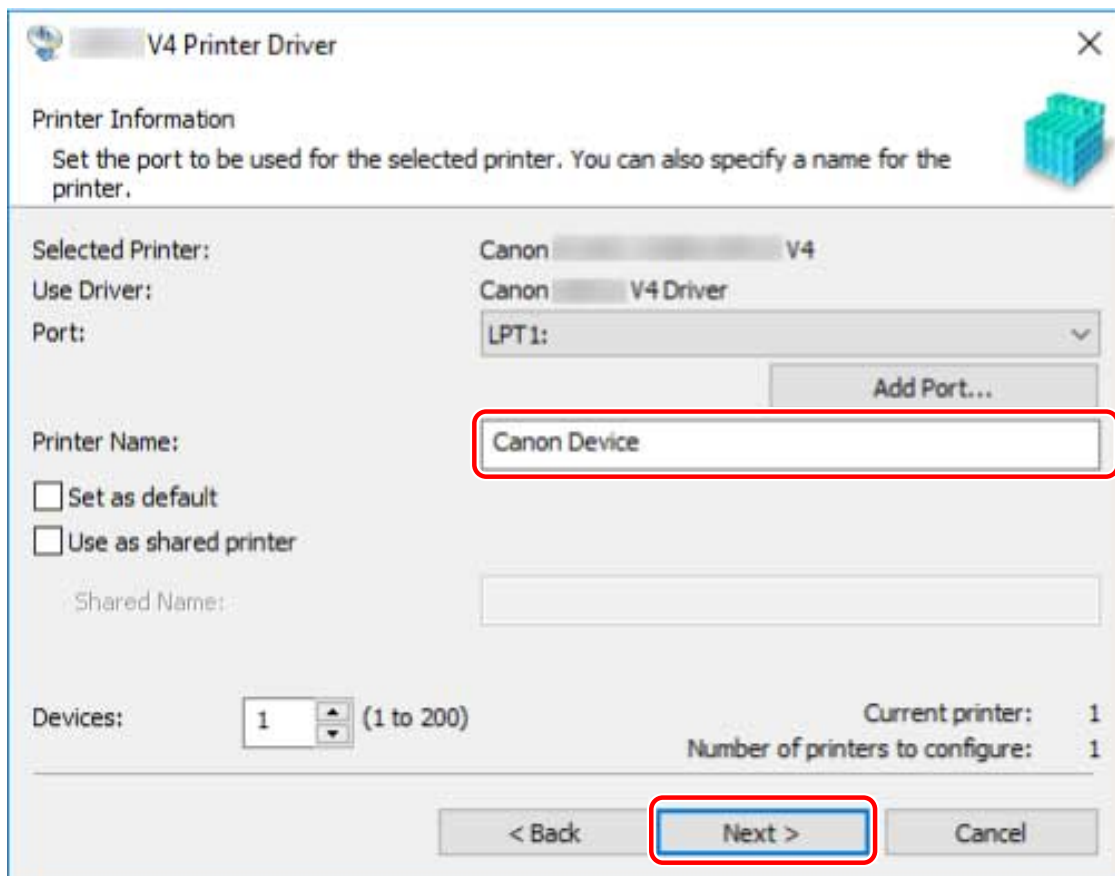 V4 Printer Driver
Printer Information
Set the port to be used for the selected printer. You can also specify a name for the
printer.
Selected Printer: Canon V4
Use Driver: Canon V4 Driver
Port: LPT1:
Add Port...
Printer Name: Canon Device
Set as default
Use as shared printer
Shared Name:
Devices: 1 (1 to 200) Current printer: 1
Number of printers to configure: 1
< Back Next > Cancel